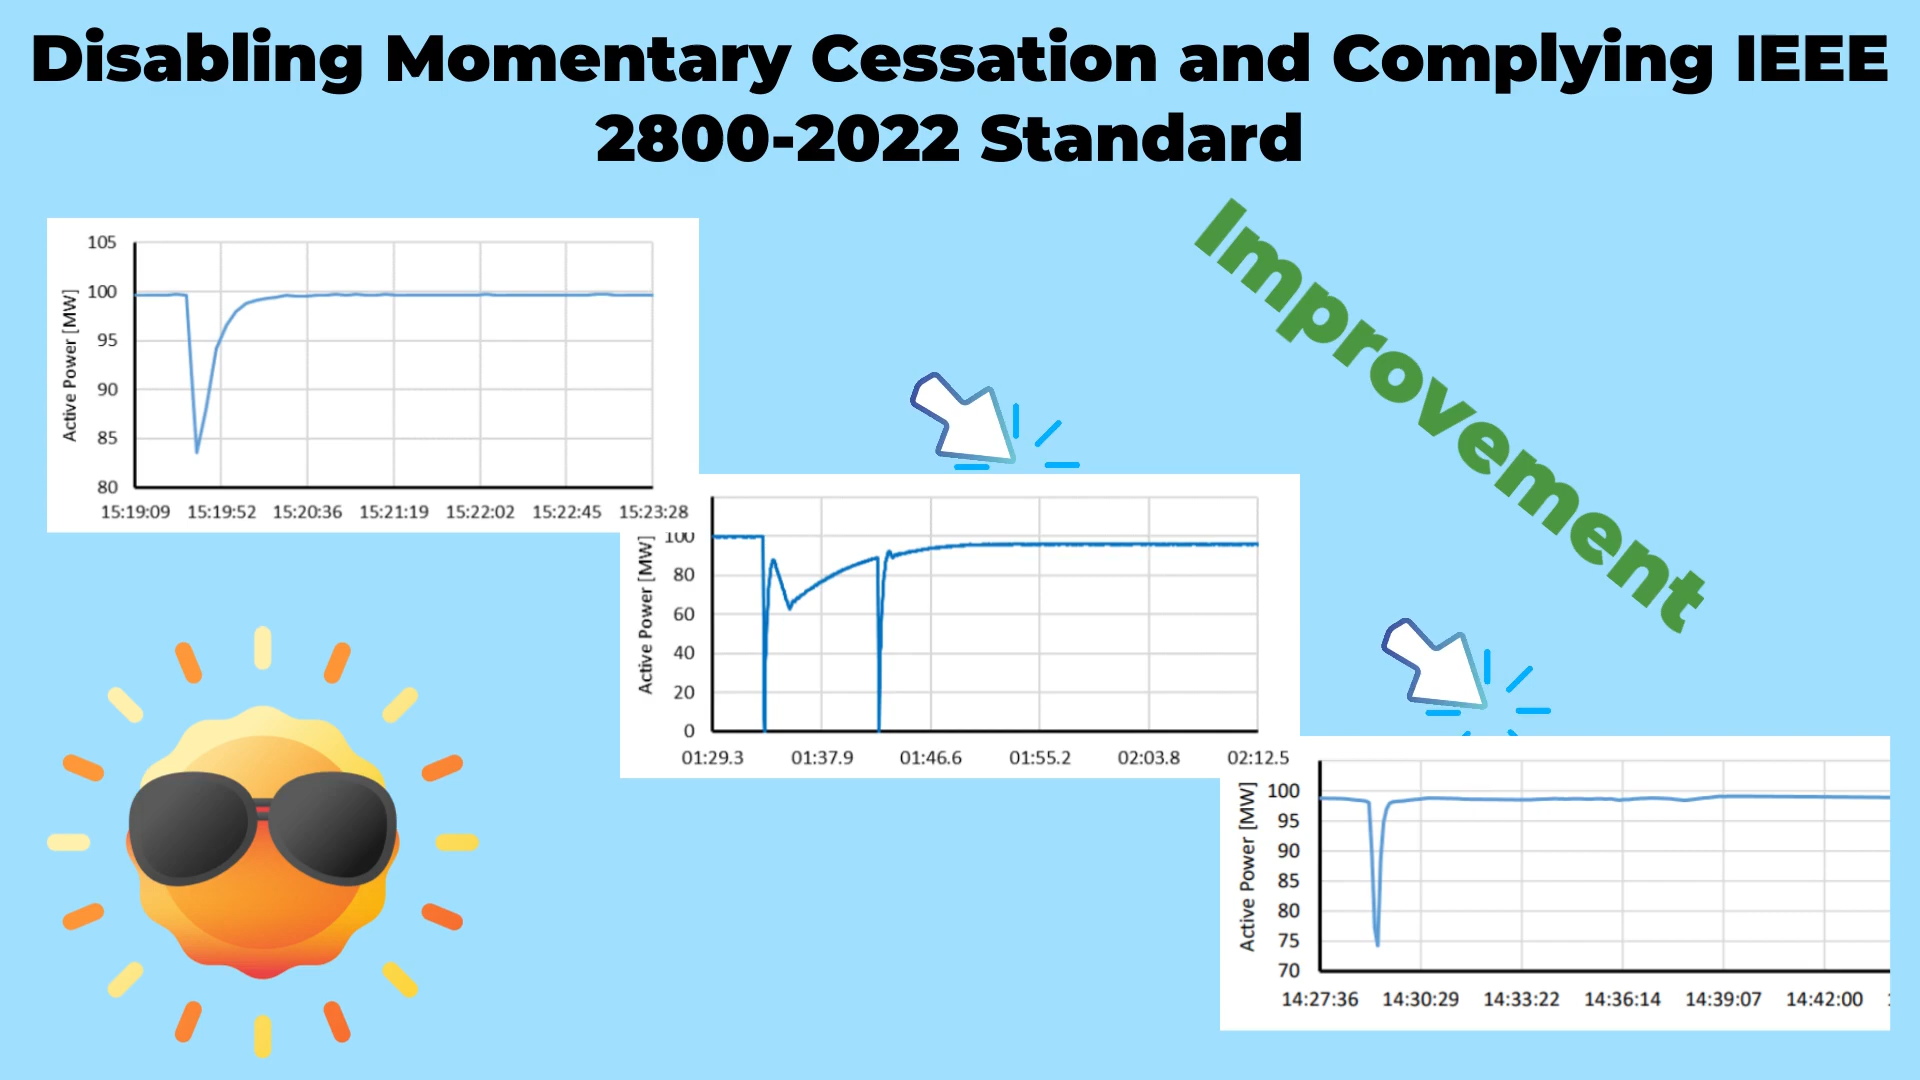 Disabling Momentary Cessation and Complying IEEE
2800-2022 Standard
Improvement
Active Power [MW]
105
100
95
90
85
80
15:19:09 15:19:52 15:20:36 15:21:19 15:22:02 15:22:45 15:23:28
Active Power [MW]
100
80
60
40
20
0
01:29.3 01:37.9 01:46.6 01:55.2 02:03.8 02:12.5
Active Power [MW]
100
95
90
85
80
75
70
14:27:36 14:30:29 14:33:22 14:36:14 14:39:07 14:42:00